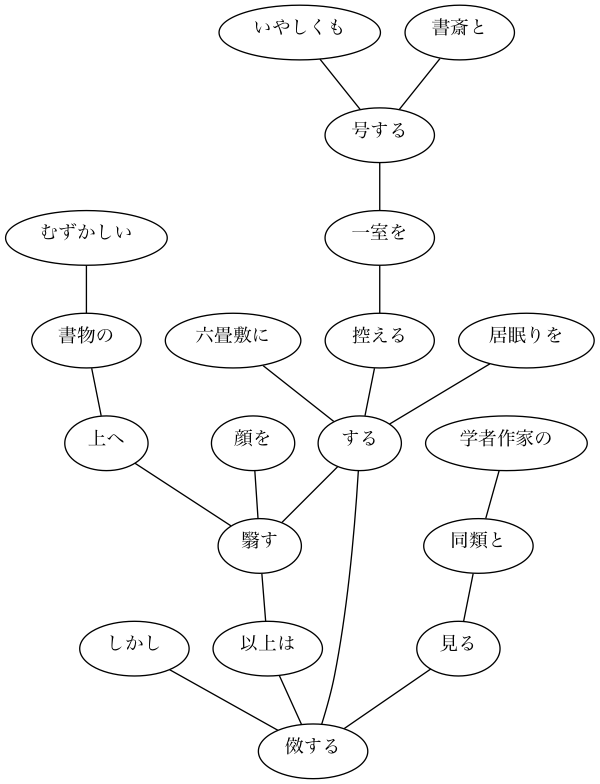 いやしくも
書斎と
号する
むずかしい
一室を
書物の
六畳敷に
控える
居眠りを
上へ
顔を
する
学者作家の
翳す
同類と
しかし
以上は
見る
傚する